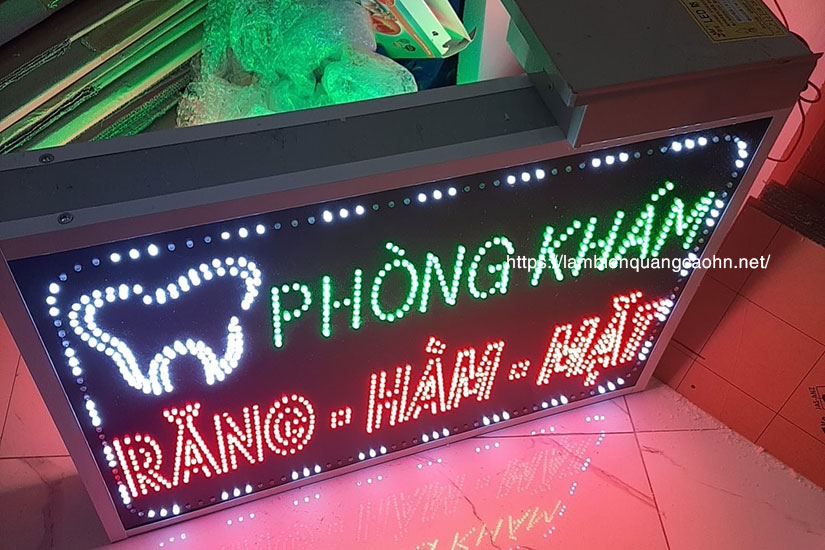 PHÒNG KHÁM
https://lambienquangcaohn.net/
RĂNG - HÀM - MẶT